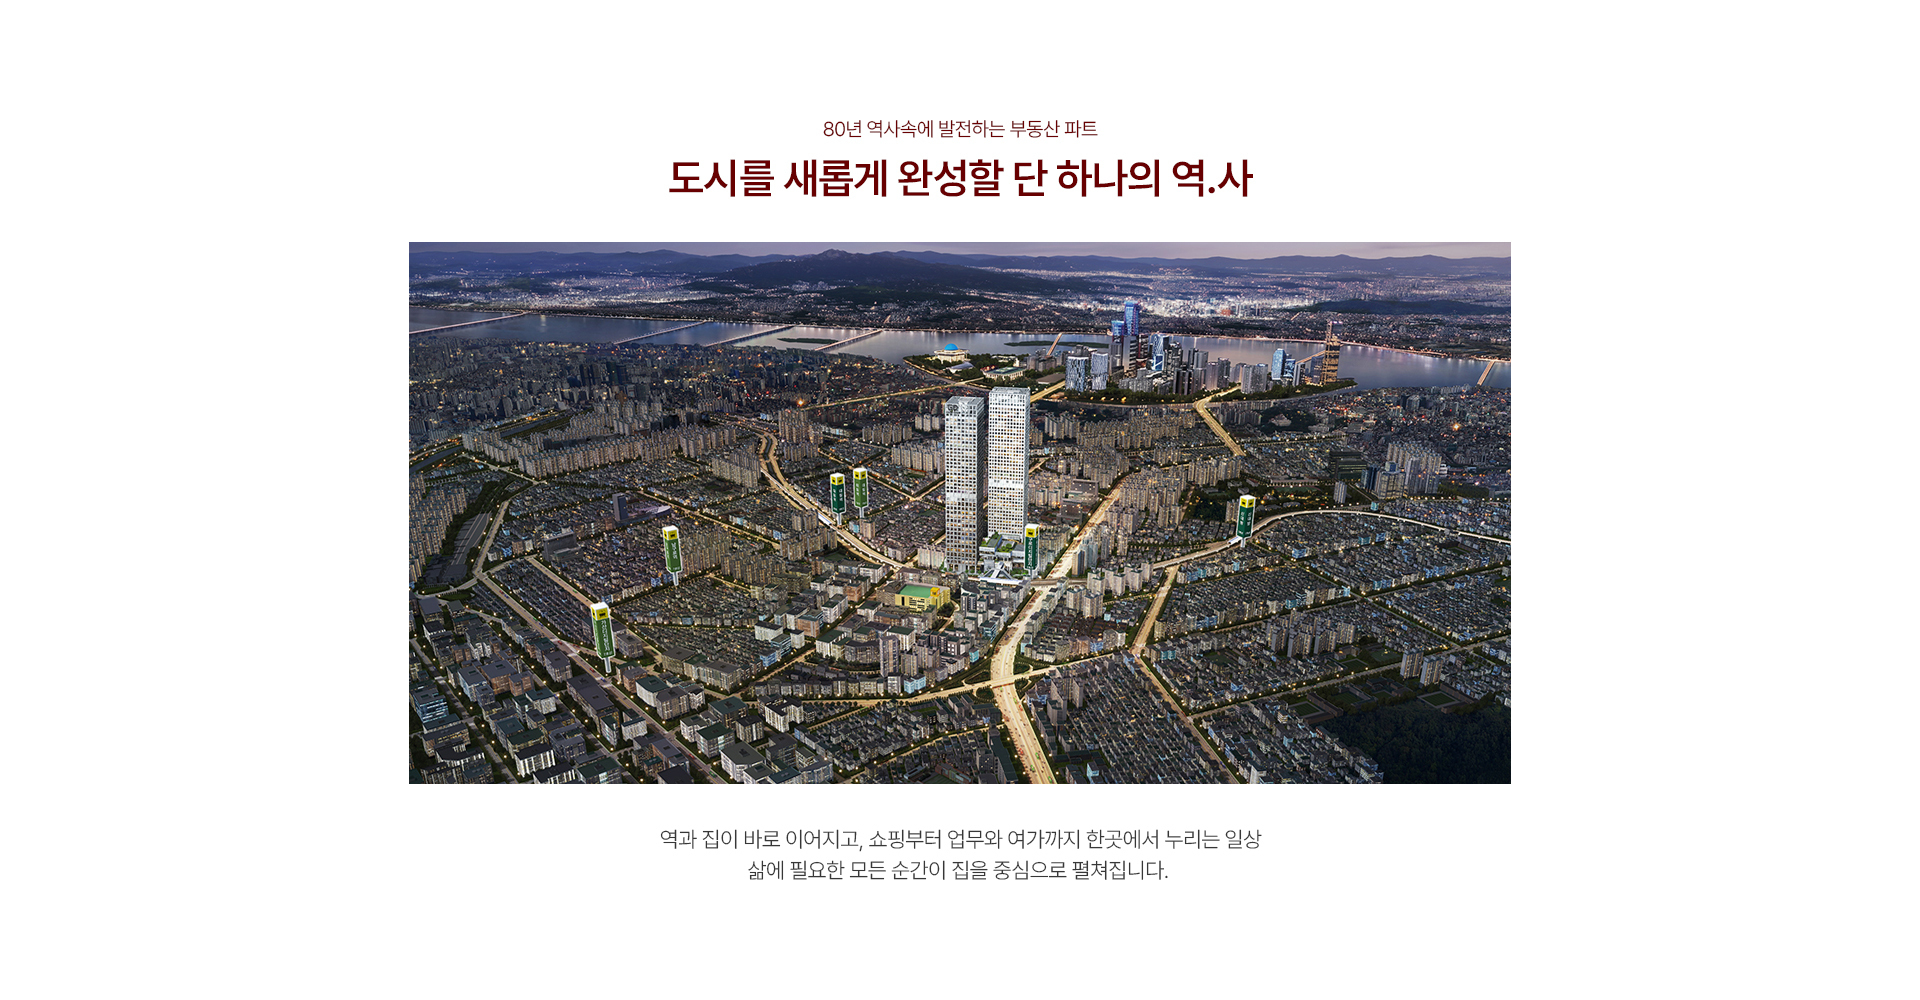 80년 역사속에 발전하는 부동산 파트
도시를 새롭게 완성할 단 하나의 역.사
역과 집이 바로 이어지고, 쇼핑부터 업무와 여가까지 한곳에서 누리는 일상
삶에 필요한 모든 순간이 집을 중심으로 펼쳐집니다.